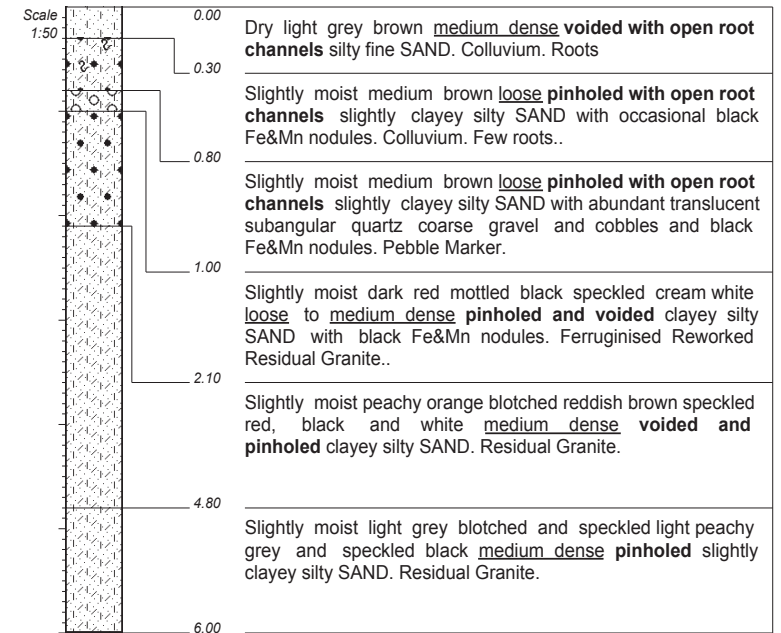 Scale
1:50
0.00
Dry light grey brown medium dense voided with open root
channels silty fine SAND. Colluvium. Roots
0.30
Slightly moist medium brown loose pinholed with open root
channels slightly clayey silty SAND with occasional black
Fe&Mn nodules. Colluvium. Few roots..
0.80
Slightly moist medium brown loose pinholed with open root
channels slightly clayey silty SAND with abundant translucent
subangular quartz coarse gravel and cobbles and black
Fe&Mn nodules. Pebble Marker.
1.00
Slightly moist dark red mottled black speckled cream white
loose to medium dense pinholed and voided clayey silty
SAND with black Fe&Mn nodules. Ferruginised Reworked
Residual Granite..
2.10
Slightly moist peachy orange blotched reddish brown speckled
red, black and white medium dense voided and
pinholed clayey silty SAND. Residual Granite.
4.80
Slightly moist light grey blotched and speckled light peachy
grey and speckled black medium dense pinholed slightly
clayey silty SAND. Residual Granite.
6.00